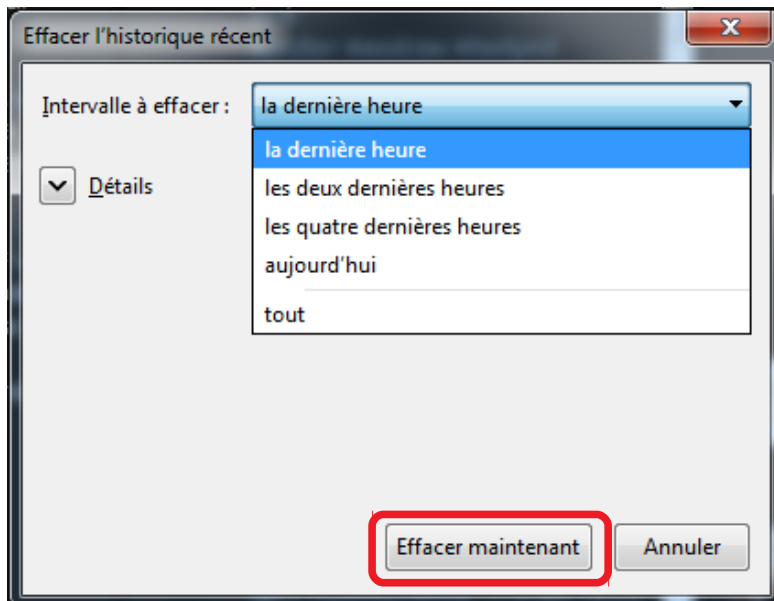 Effacer l'historique récent
Intervalle à effacer : la dernière heure
la dernière heure
Détails les deux dernières heures
les quatre dernières heures
aujourd'hui
tout
Effacer maintenant Annuler